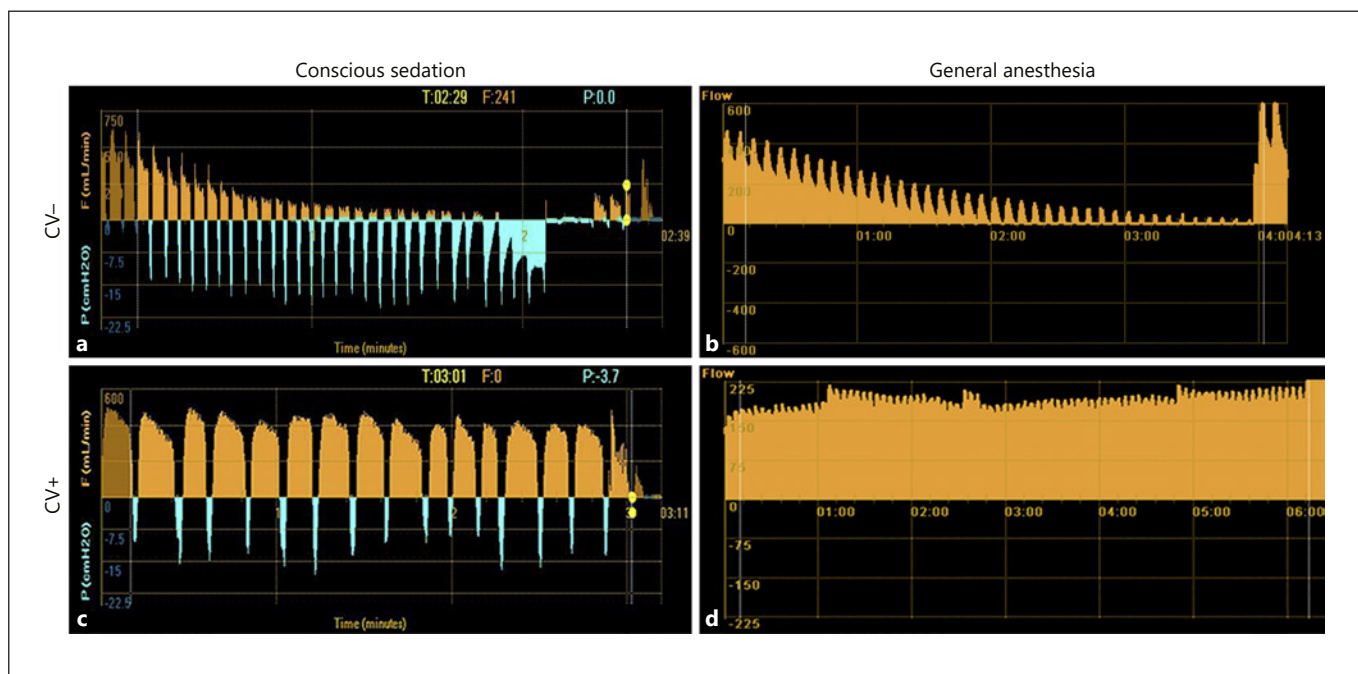 Conscious sedation
General anesthesia
CV–
T:02:29 F:241 P:0.0
750
F (mL/min)
0
-7.5
-15
-22.5
P (cmH2O)
1
2
02:39
Time (minutes)
a
Flow
600
200
0
-200
-400
-600
01:00
02:00
03:00
04:00
04:13
b
CV+
T:03:01 F:0 P:-3.7
600
F (mL/min)
0
-7.5
-15
-22.5
P (cmH2O)
1
2
3
03:11
Time (minutes)
c
Flow
225
150
75
0
-75
-150
-225
01:00
02:00
03:00
04:00
05:00
06:00
d